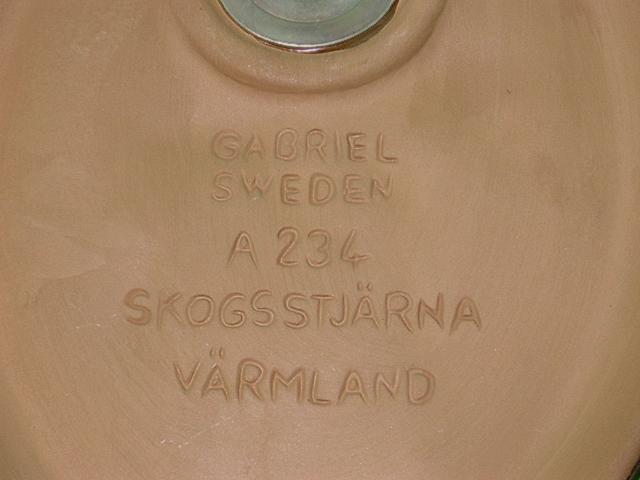 GABRIEL
SWEDEN
A 234
SKOGSSTJÄRNA
VÄRMLAND